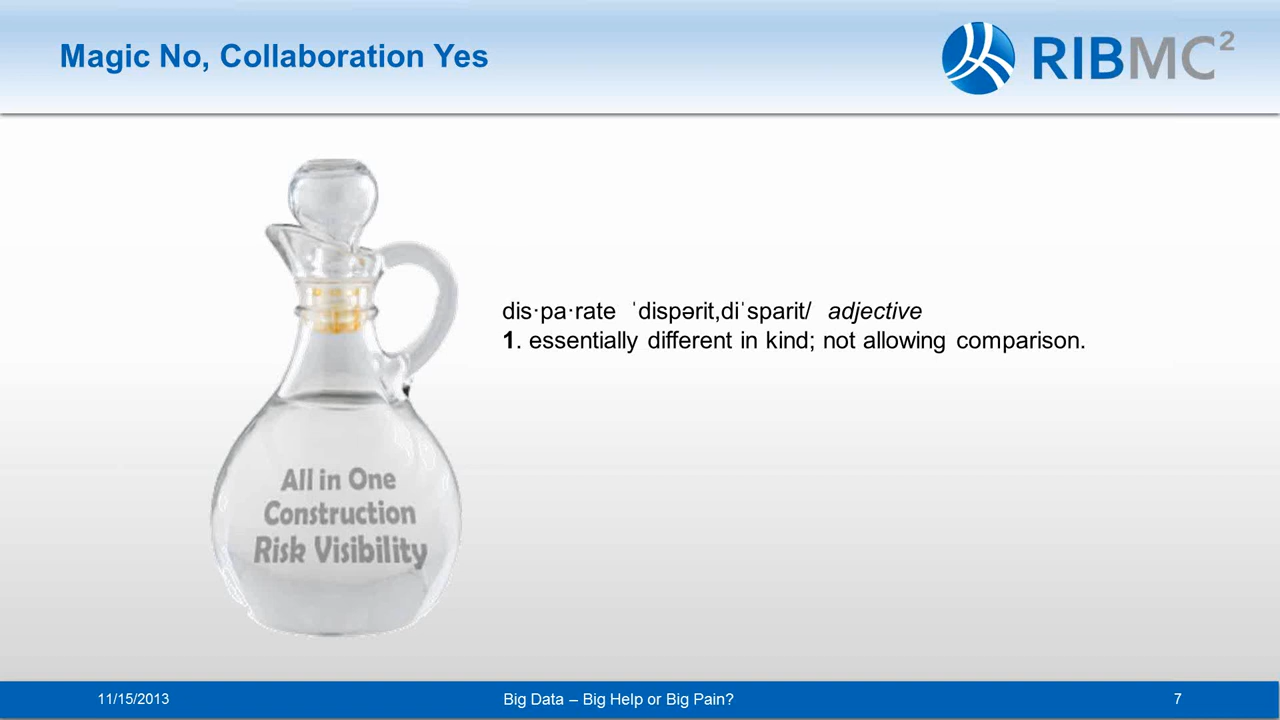 Magic No, Collaboration Yes
RIBMC²
dis·pa·rate ˈdispərit,diˈsparit/ adjective
1. essentially different in kind; not allowing comparison.
All in One
Construction
Risk Visibility
11/15/2013
Big Data – Big Help or Big Pain?
7